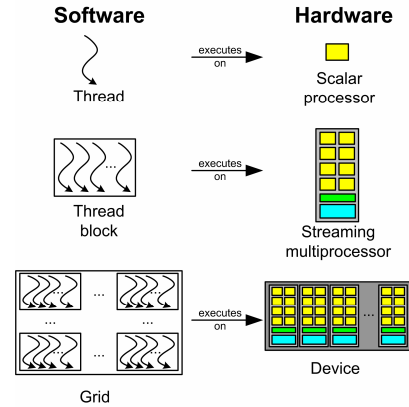 Software
Hardware
executes
on
Thread
Scalar
processor
executes
on
...
Thread
block
Streaming
multiprocessor
...
...
...
...
...
executes
on
...
...
...
...
Grid
Device